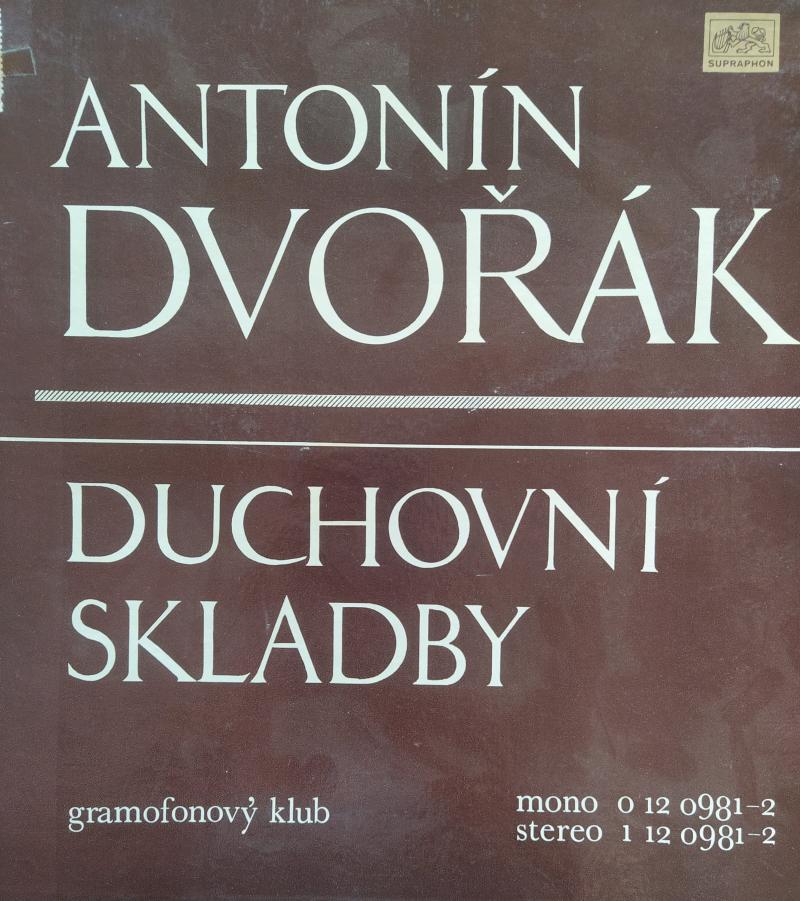 SUPRAPHON
ANTONÍN
DVOŘÁK
DUCHOVNÍ
SKLADBY
gramofonový klub
mono 0 12 0981-2
stereo 1 12 0981-2